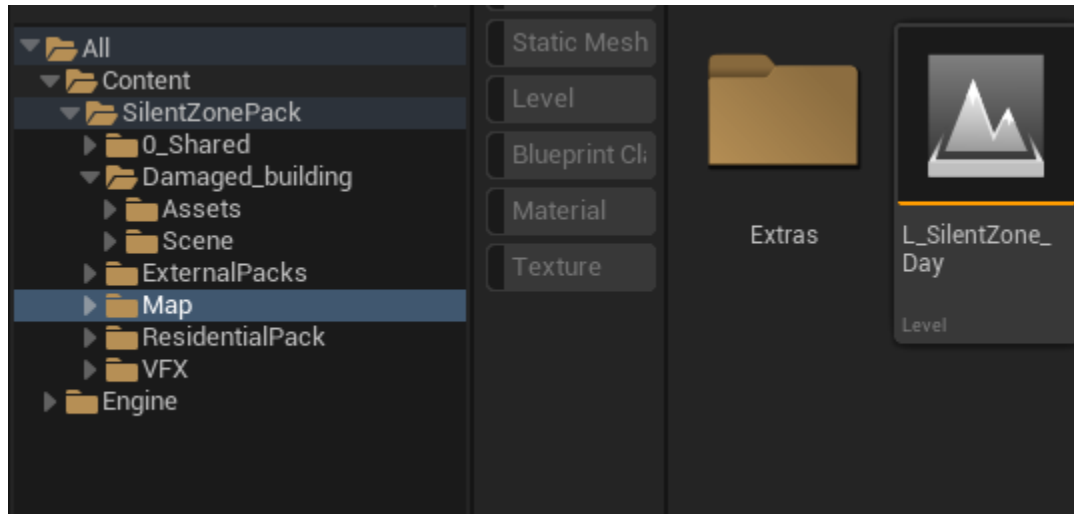 All
Content
SilentZonePack
0_Shared
Damaged_building
Assets
Scene
ExternalPacks
Map
ResidentialPack
VFX
Engine
Static Mesh
Level
Blueprint Cl
Material
Texture
Extras
L_SilentZone_
Day
Level